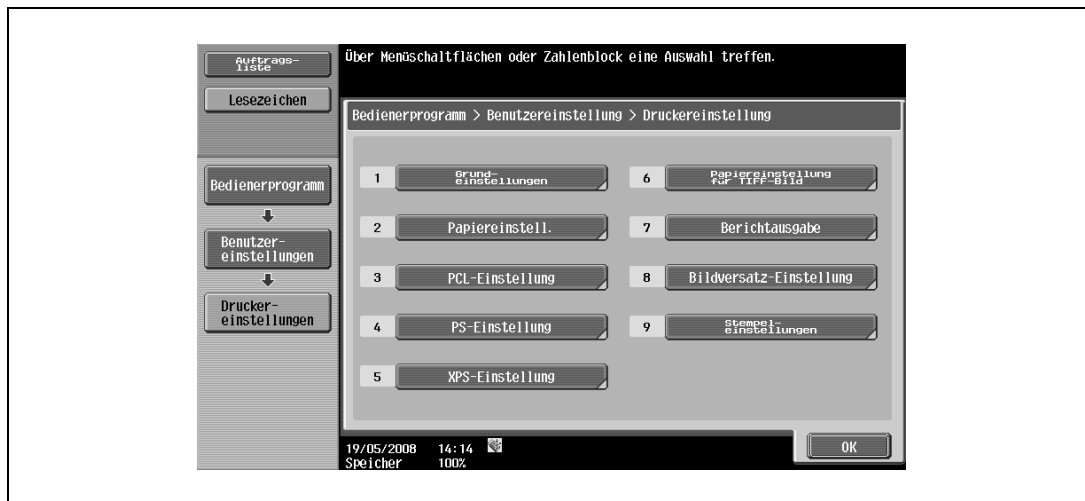 Auftrags-
liste
Lesezeichen
Über Menüschaltflächen oder Zahlenblock eine Auswahl treffen.
Bedienerprogramm > Benutzereinstellung > Druckereinstellung
Bedienerprogramm
Benutzer-
einstellungen
Drucker-
einstellungen
1 Grund-
einstellungen
2 Papiereinstell.
3 PCL-Einstellung
4 PS-Einstellung
5 XPS-Einstellung
6 Papiereinstellung
für TIFF-Bild
7 Berichtausgabe
8 Bildversatz-Einstellung
9 Stempel-
einstellungen
19/05/2008 14:14
Speicher 100%
OK